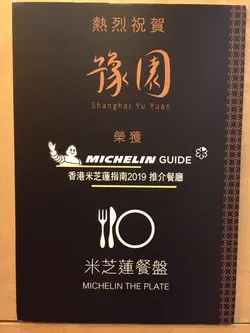 熱烈祝賀
豫園
Shanghai Yu Yuan
榮獲
MICHELIN GUIDE
香港米芝蓮指南2019 推介餐廳
米芝蓮餐盤
MICHELIN THE PLATE